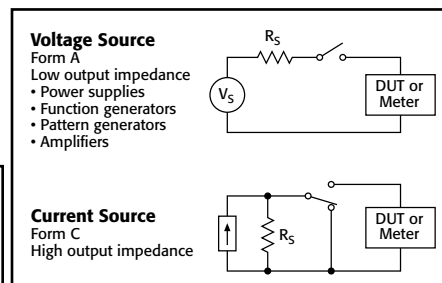 Voltage Source
Form A
Low output impedance
• Power supplies
• Function generators
• Pattern generators
• Amplifiers
RS
VS
DUT or
Meter
Current Source
Form C
High output impedance
RS
DUT or
Meter